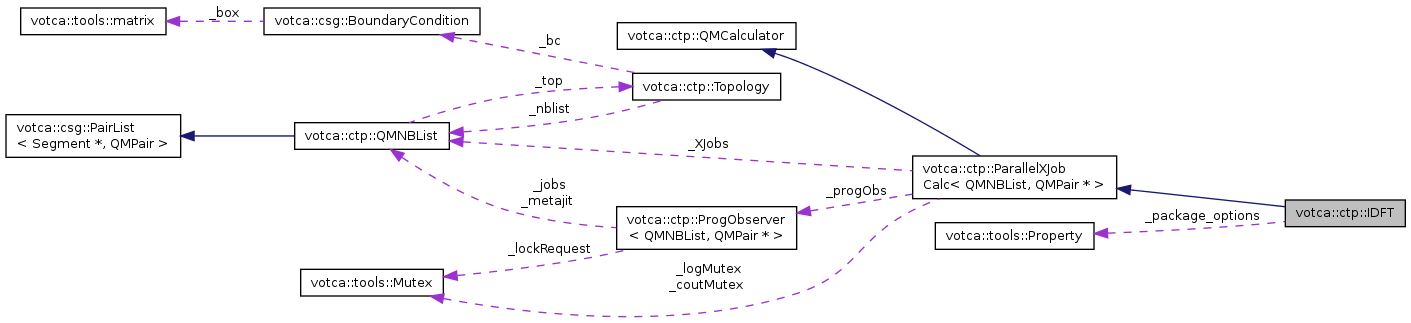 votca::tools::matrix
_box
votca::csg::BoundaryCondition
votca::ctp::QMCalculator
_bc
_top
votca::ctp::Topology
_nblist
votca::csg::PairList
< Segment *, QMPair >
votca::ctp::QMNBList
_XJobs
votca::ctp::ParallelXJob
Calc< QMNBList, QMPair * >
_jobs
_metajit
_progObs
votca::ctp::ProgObserver
< QMNBList, QMPair * >
_package_options
votca::ctp::IDFT
votca::tools::Property
_lockRequest
_logMutex
_coutMutex
votca::tools::Mutex